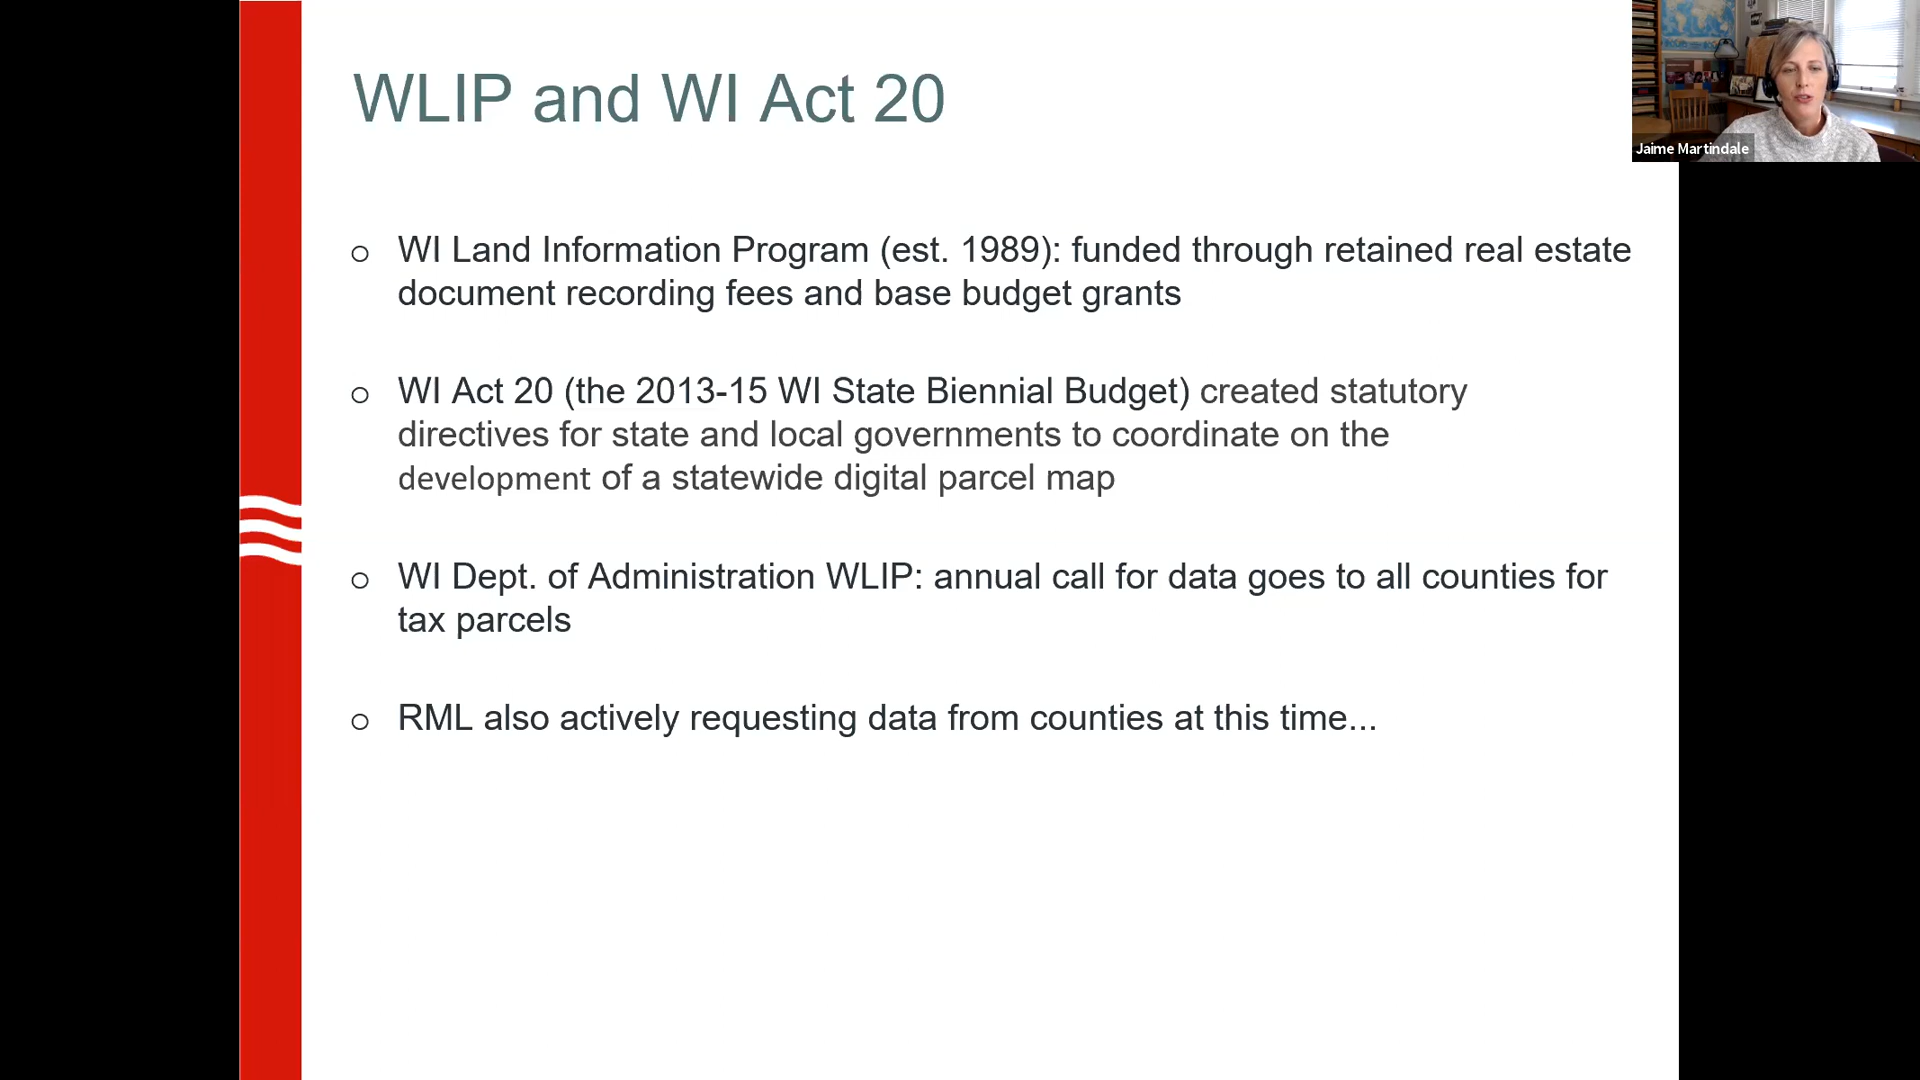 WLIP and WI Act 20
Jaime Martindale
o WI Land Information Program (est. 1989): funded through retained real estate
document recording fees and base budget grants
o WI Act 20 (the 2013-15 WI State Biennial Budget) created statutory
directives for state and local governments to coordinate on the
development of a statewide digital parcel map
o WI Dept. of Administration WLIP: annual call for data goes to all counties for
tax parcels
o RML also actively requesting data from counties at this time...